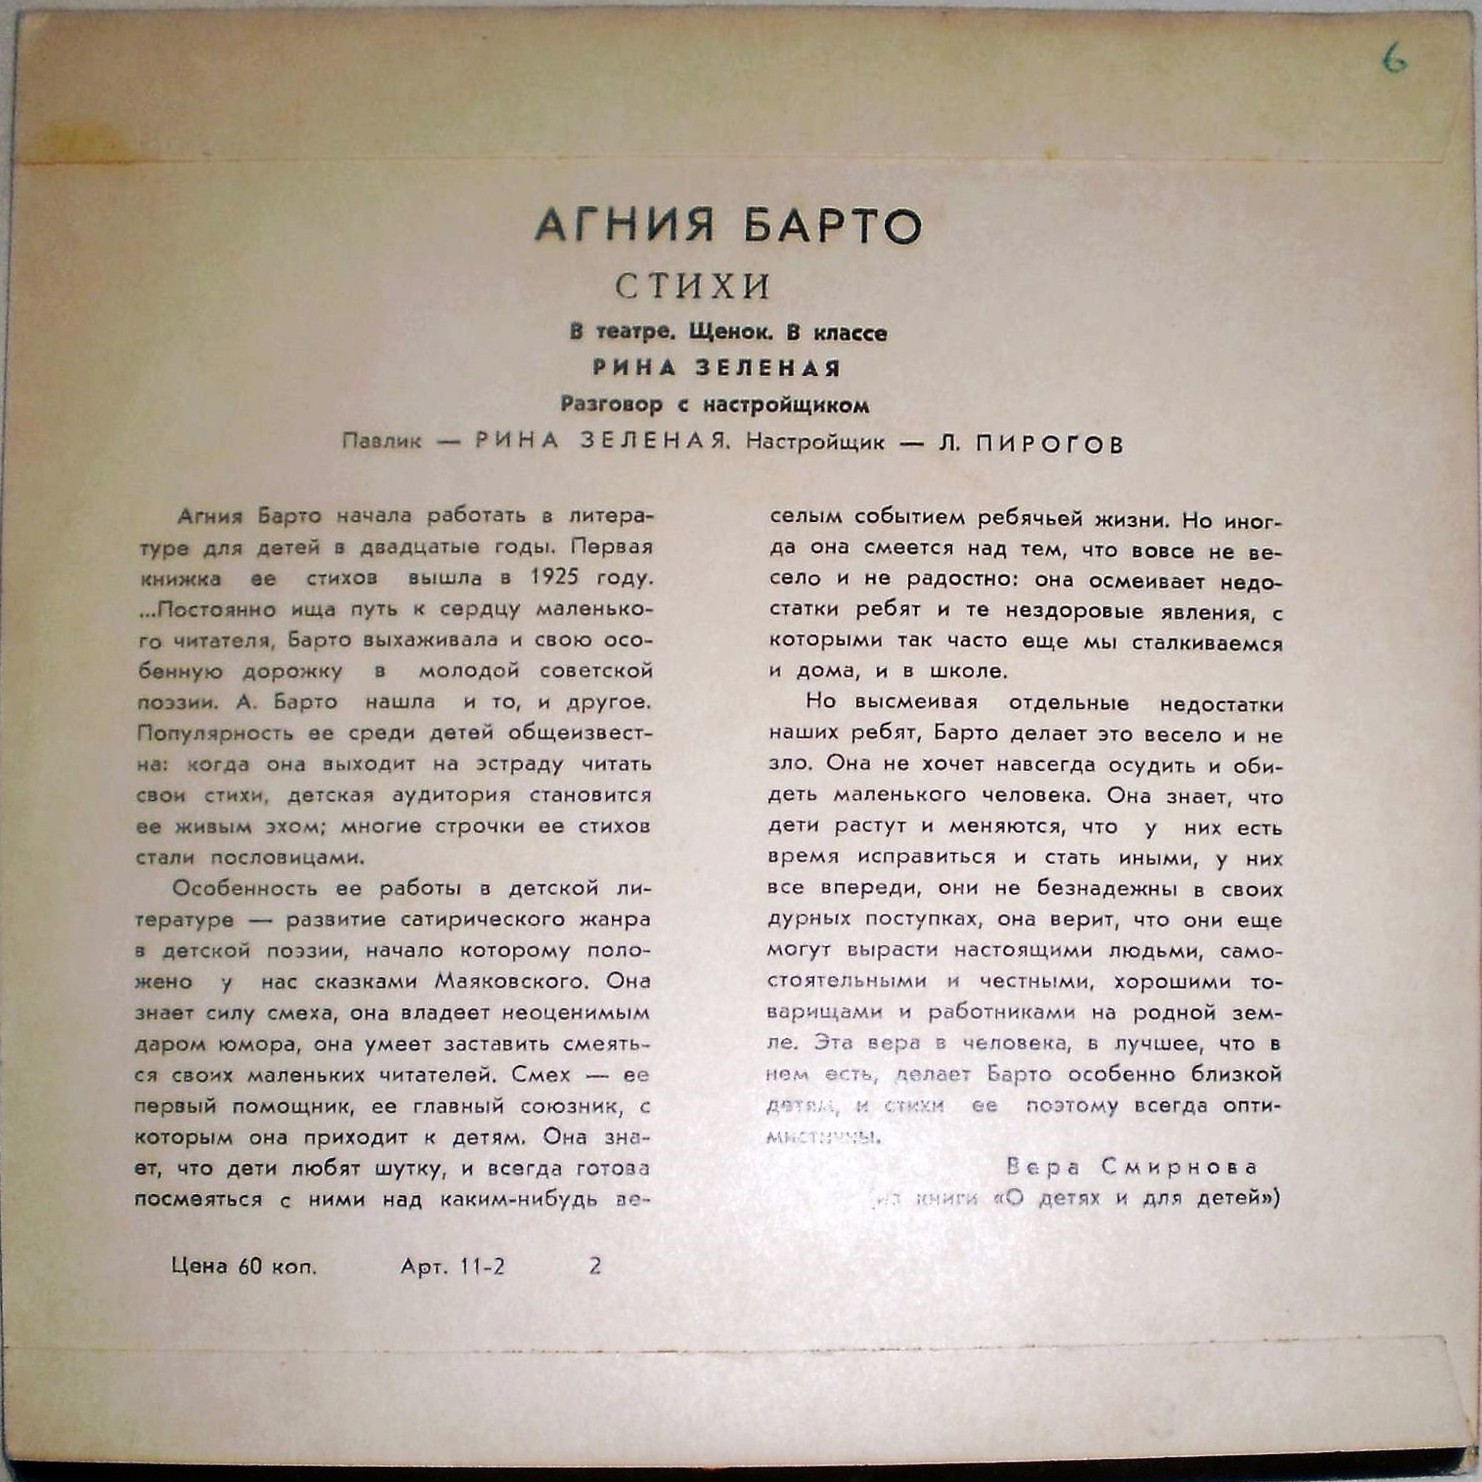 6
АГНИЯ БАРТО
СТИХИ
В театре. Щенок. В классе
РИНА ЗЕЛЕНАЯ
Разговор с настройщиком
Павлик — РИНА ЗЕЛЕНАЯ. Настройщик — Л. ПИРОГОВ
Агния Барто начала работать в литера-
туре для детей в двадцатые годы. Первая
книжка ее стихов вышла в 1925 году.
...Постоянно ища путь к сердцу маленько-
го читателя, Барто выхаживала и свою осо-
бенную дорожку в молодой советской
поэзии. А. Барто нашла и то, и другое.
Популярность ее среди детей общеизвест-
на: когда она выходит на эстраду читать
свои стихи, детская аудитория становится
ее живым эхом; многие строчки ее стихов
стали пословицами.
Особенность ее работы в детской ли-
тературе — развитие сатирического жанра
в детской поэзии, начало которому поло-
жено у нас сказками Маяковского. Она
знает силу смеха, она владеет неоценимым
даром юмора, она умеет заставить смеять-
ся своих маленьких читателей. Смех — ее
первый помощник, ее главный союзник, с
которым она приходит к детям. Она зна-
ет, что дети любят шутку, и всегда готова
посмеяться с ними над каким-нибудь ве-
селым событием ребячьей жизни. Но иног-
да она смеется над тем, что вовсе не ве-
село и не радостно: она осмеивает недо-
статки ребят и те нездоровые явления, с
которыми так часто еще мы сталкиваемся
и дома, и в школе.
Но высмеивая отдельные недостатки
наших ребят, Барто делает это весело и не
зло. Она не хочет навсегда осудить и оби-
деть маленького человека. Она знает, что
дети растут и меняются, что у них есть
время исправиться и стать иными, у них
все впереди, они не безнадежны в своих
дурных поступках, она верит, что они еще
могут вырасти настоящими людьми, само-
стоятельными и честными, хорошими то-
варищами и работниками на родной зем-
ле. Эта вера в человека, в лучшее, что в
нем есть, делает Барто особенно близкой
детям, и стихи ее поэтому всегда опти-
мистичны.
Вера Смирнова
(из книги «О детях и для детей»)
Цена 60 коп. Арт. 11-2 2